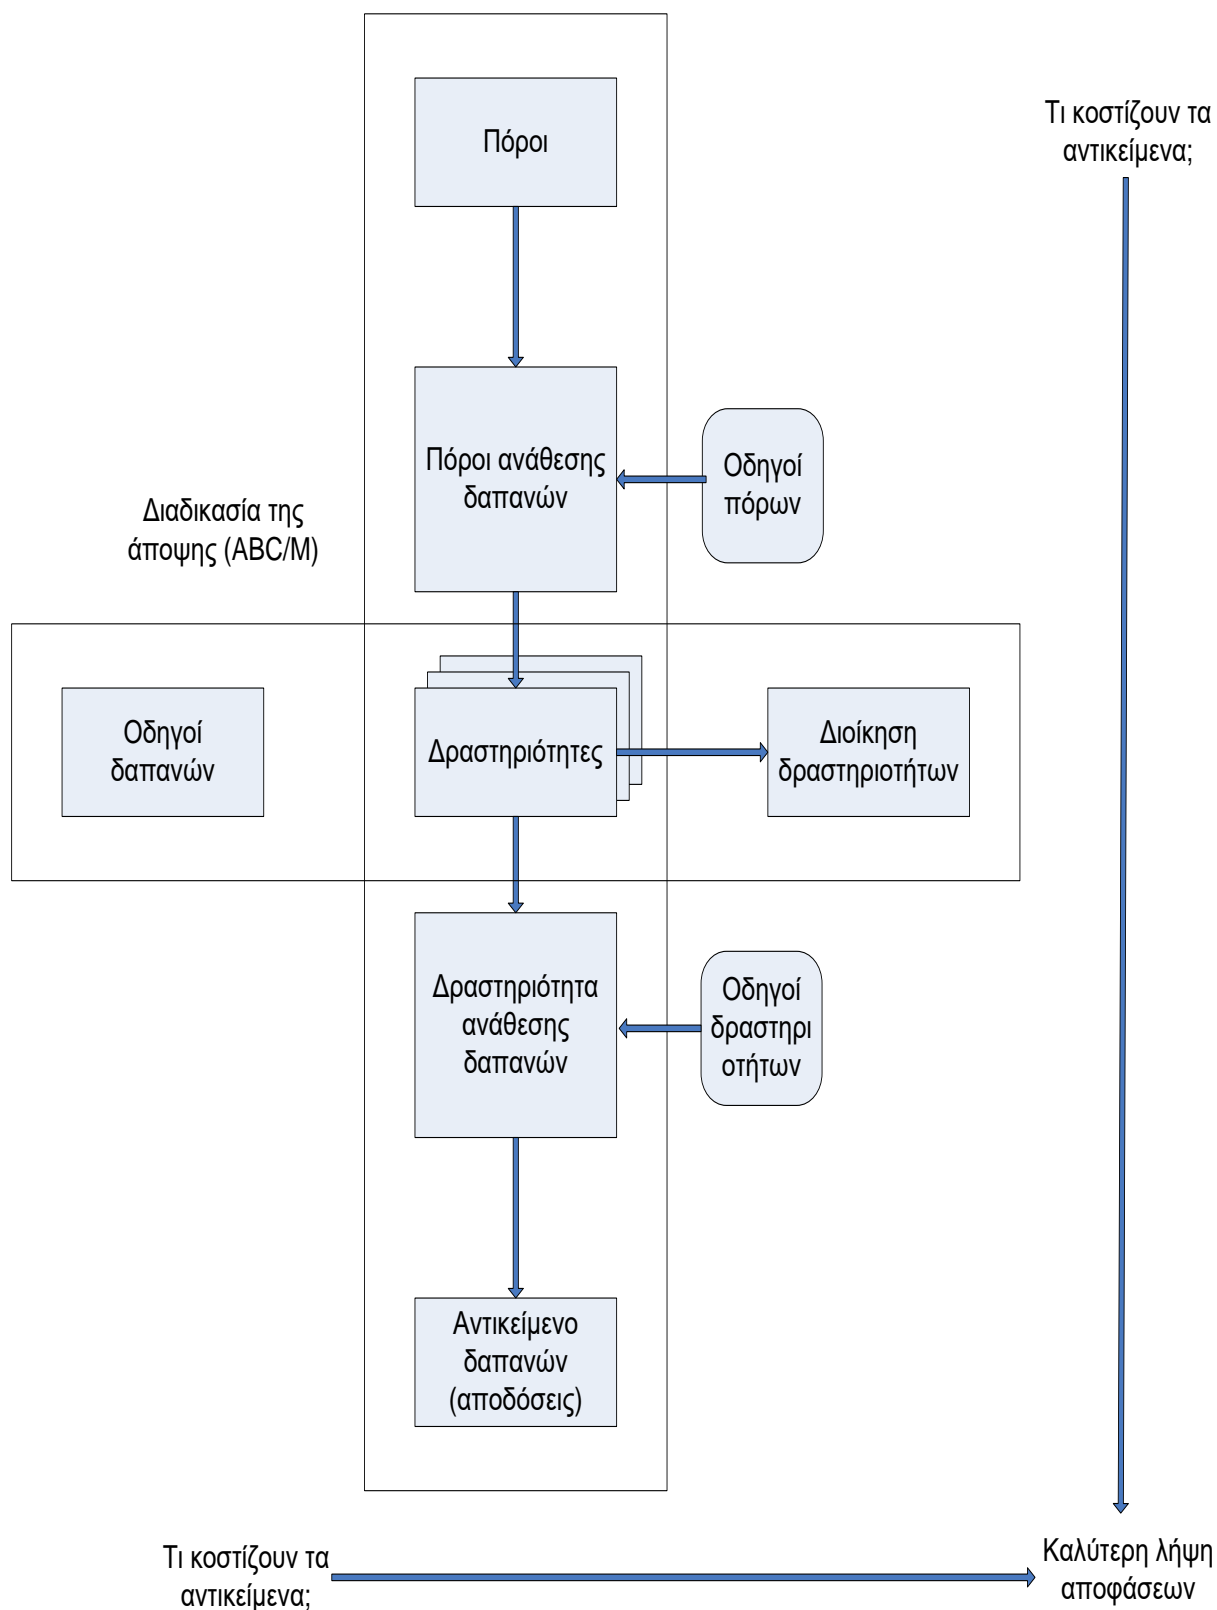 Πόροι
Τι κοστίζουν τα
αντικείμενα;
Πόροι ανάθεσης
δαπανών
Οδηγοί
πόρων
Διαδικασία της
άποψης (ABC/M)
Οδηγοί
δαπανών
Δραστηριότητες
Διοίκηση
δραστηριοτήτων
Δραστηριότητα
ανάθεσης
δαπανών
Οδηγοί
δραστηρι
οτήτων
Αντικείμενο
δαπανών
(αποδόσεις)
Τι κοστίζουν τα
αντικείμενα;
Καλύτερη λήψη
αποφάσεων